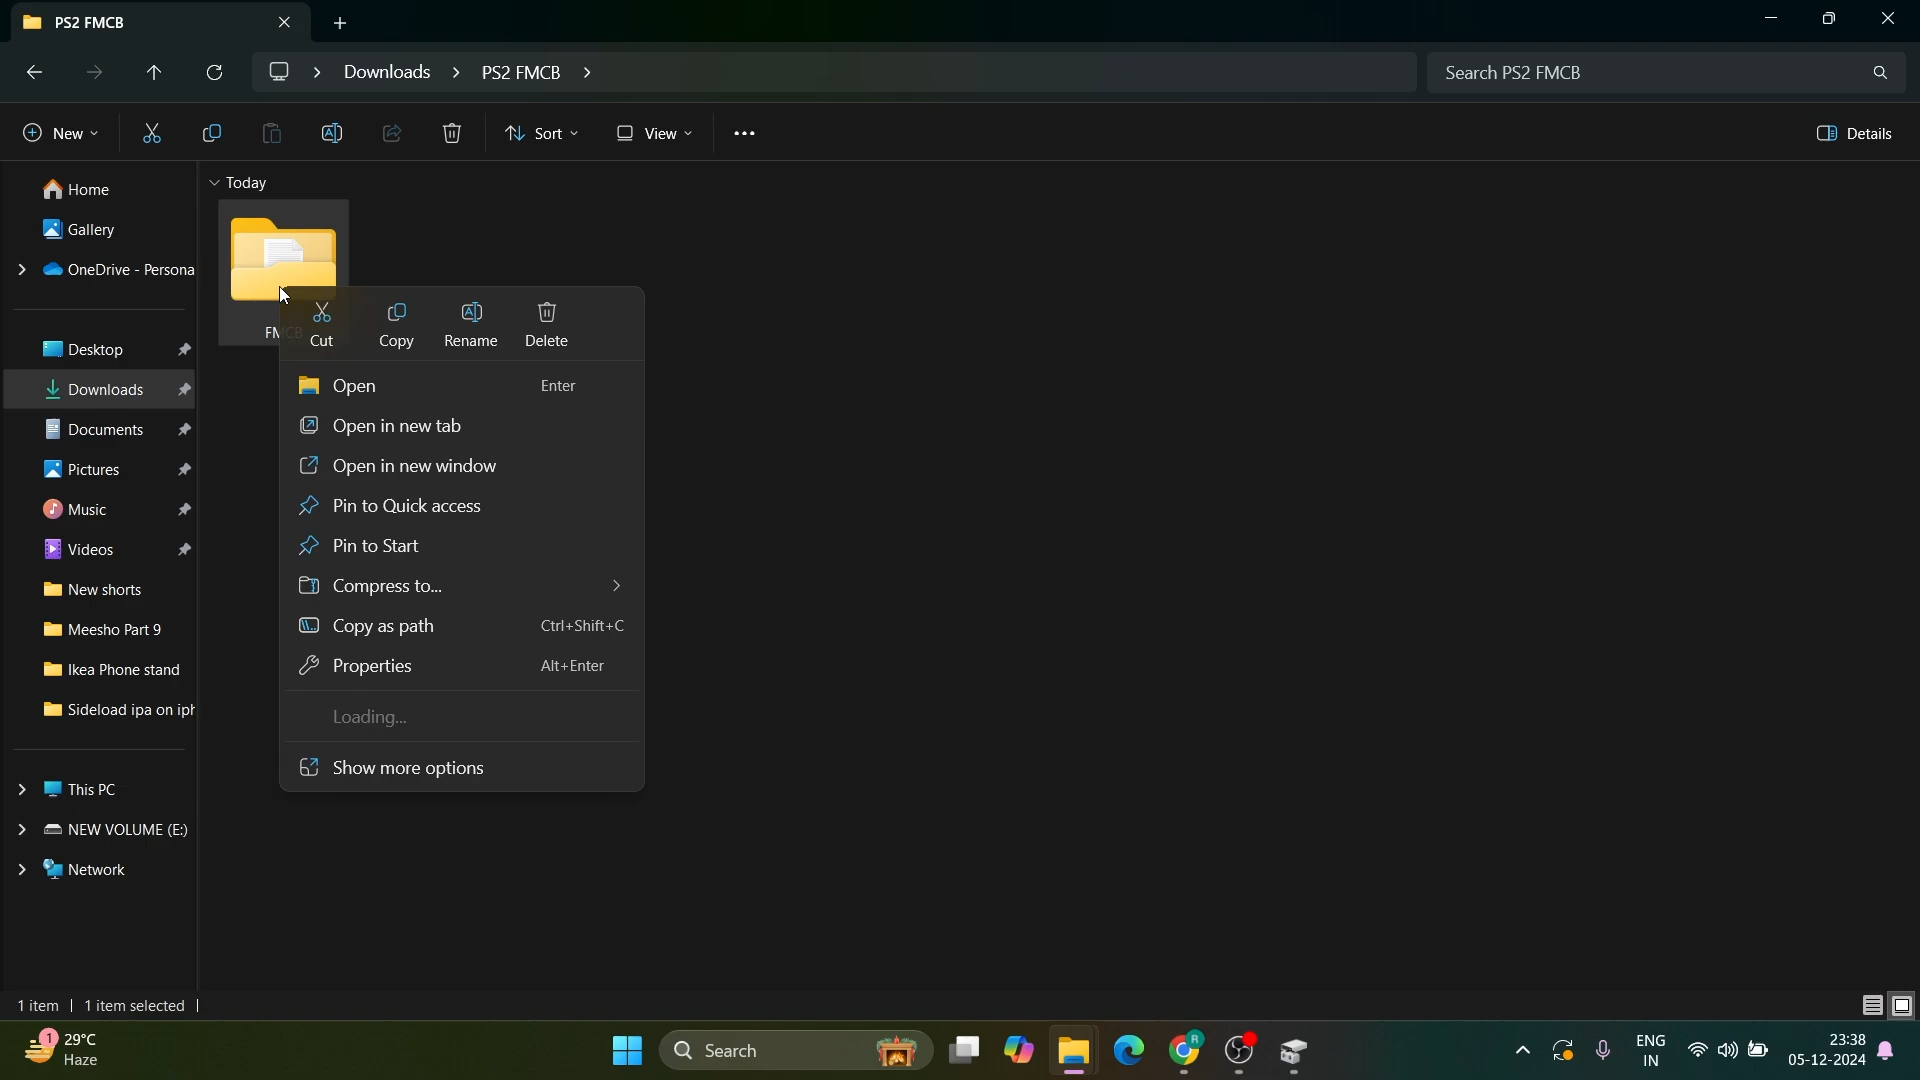 PS2 FMCB
Downloads PS2 FMCB
Search PS2 FMCB
New
Sort
View
Details
Home
Gallery
OneDrive - Persona
Desktop
Downloads
Documents
Pictures
Music
Videos
New shorts
Meesho Part 9
Ikea Phone stand
Sideload ipa on iph
This PC
NEW VOLUME (E:)
Network
Today
FMCB
Cut Copy Rename Delete
Open Enter
Open in new tab
Open in new window
Pin to Quick access
Pin to Start
Compress to...
Copy as path Ctrl+Shift+C
Properties Alt+Enter
Loading...
Show more options
1 item 1 item selected
1
29°C
Haze
Search
R
ENG
IN
23:38
05-12-2024